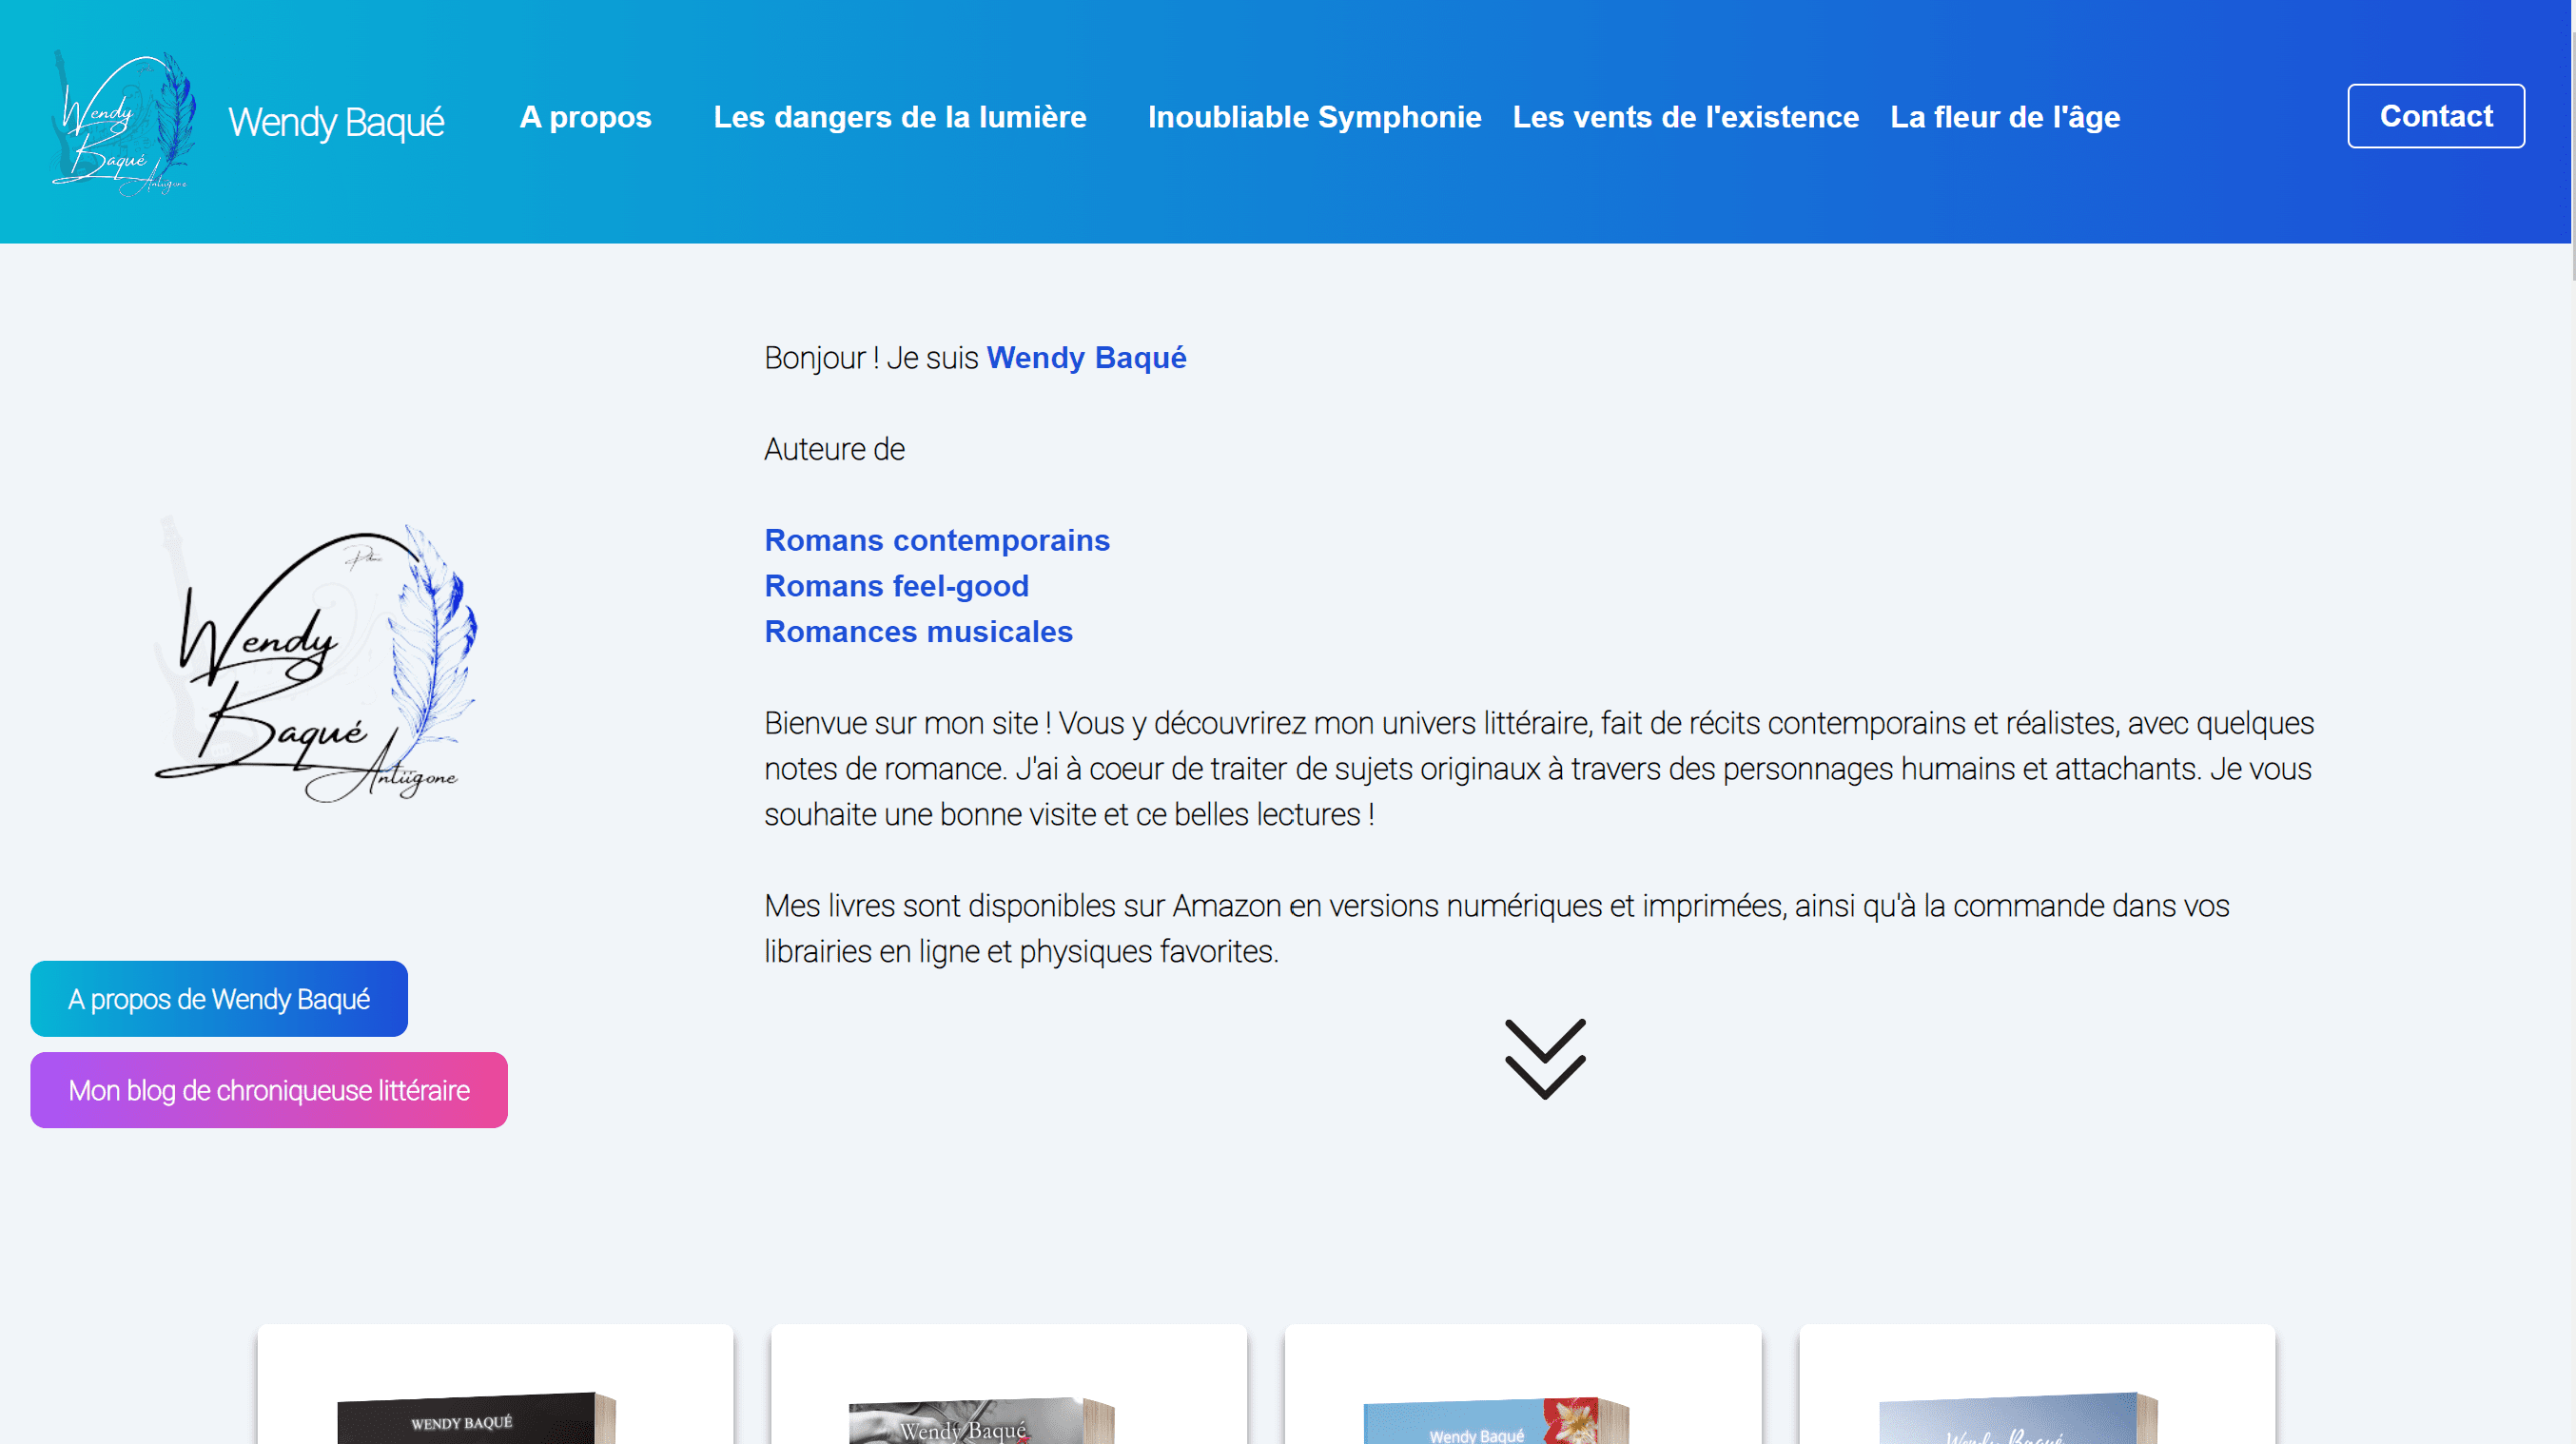 Wendy
Baqué
Antiigone
Wendy Baqué
A propos
Les dangers de la lumière
Inoubliable Symphonie
Les vents de l'existence
La fleur de l'âge
Contact
Bonjour ! Je suis Wendy Baqué
Auteure de
Romans contemporains
Romans feel-good
Romances musicales
Bienvue sur mon site ! Vous y découvrirez mon univers littéraire, fait de récits contemporains et réalistes, avec quelques
notes de romance. J'ai à coeur de traiter de sujets originaux à travers des personnages humains et attachants. Je vous
souhaite une bonne visite et ce belles lectures !
Mes livres sont disponibles sur Amazon en versions numériques et imprimées, ainsi qu'à la commande dans vos
librairies en ligne et physiques favorites.
Wendy
Baqué
Antiigone
A propos de Wendy Baqué
Mon blog de chroniqueuse littéraire
WENDY BAQUÉ
Wendy Baqué
Wendy Baqué
Wendy Baqué